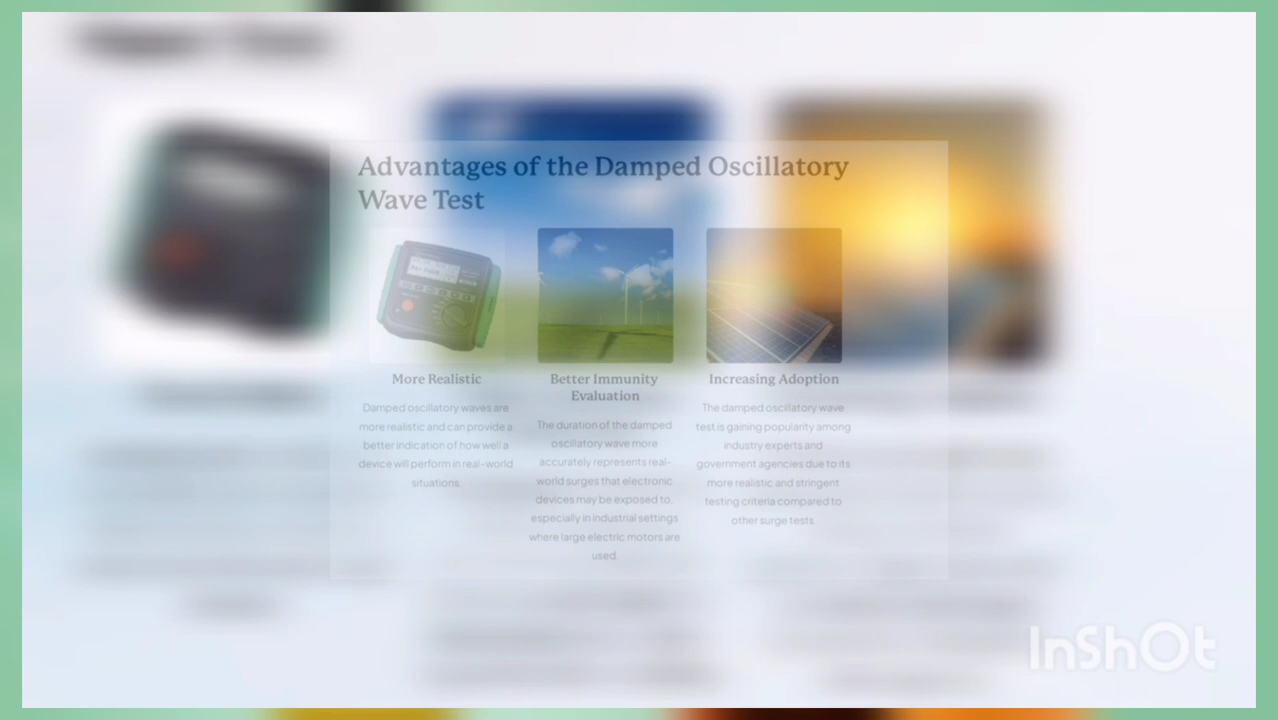 Advantages of the Damped Oscillatory
Wave Test
More Realistic
Damped oscillatory waves are
more realistic and can provide a
better indication of how well a
device will perform in real-world
situations.
Better Immunity
Evaluation
The duration of the damped
oscillatory wave more
accurately represents real-
world surges that electronic
devices may be exposed to,
especially in industrial settings
where large electric motors are
used.
Increasing Adoption
The damped oscillatory wave
test is gaining popularity among
industry experts and
government agencies due to its
more realistic and stringent
testing criteria compared to
other surge tests.
InShOt